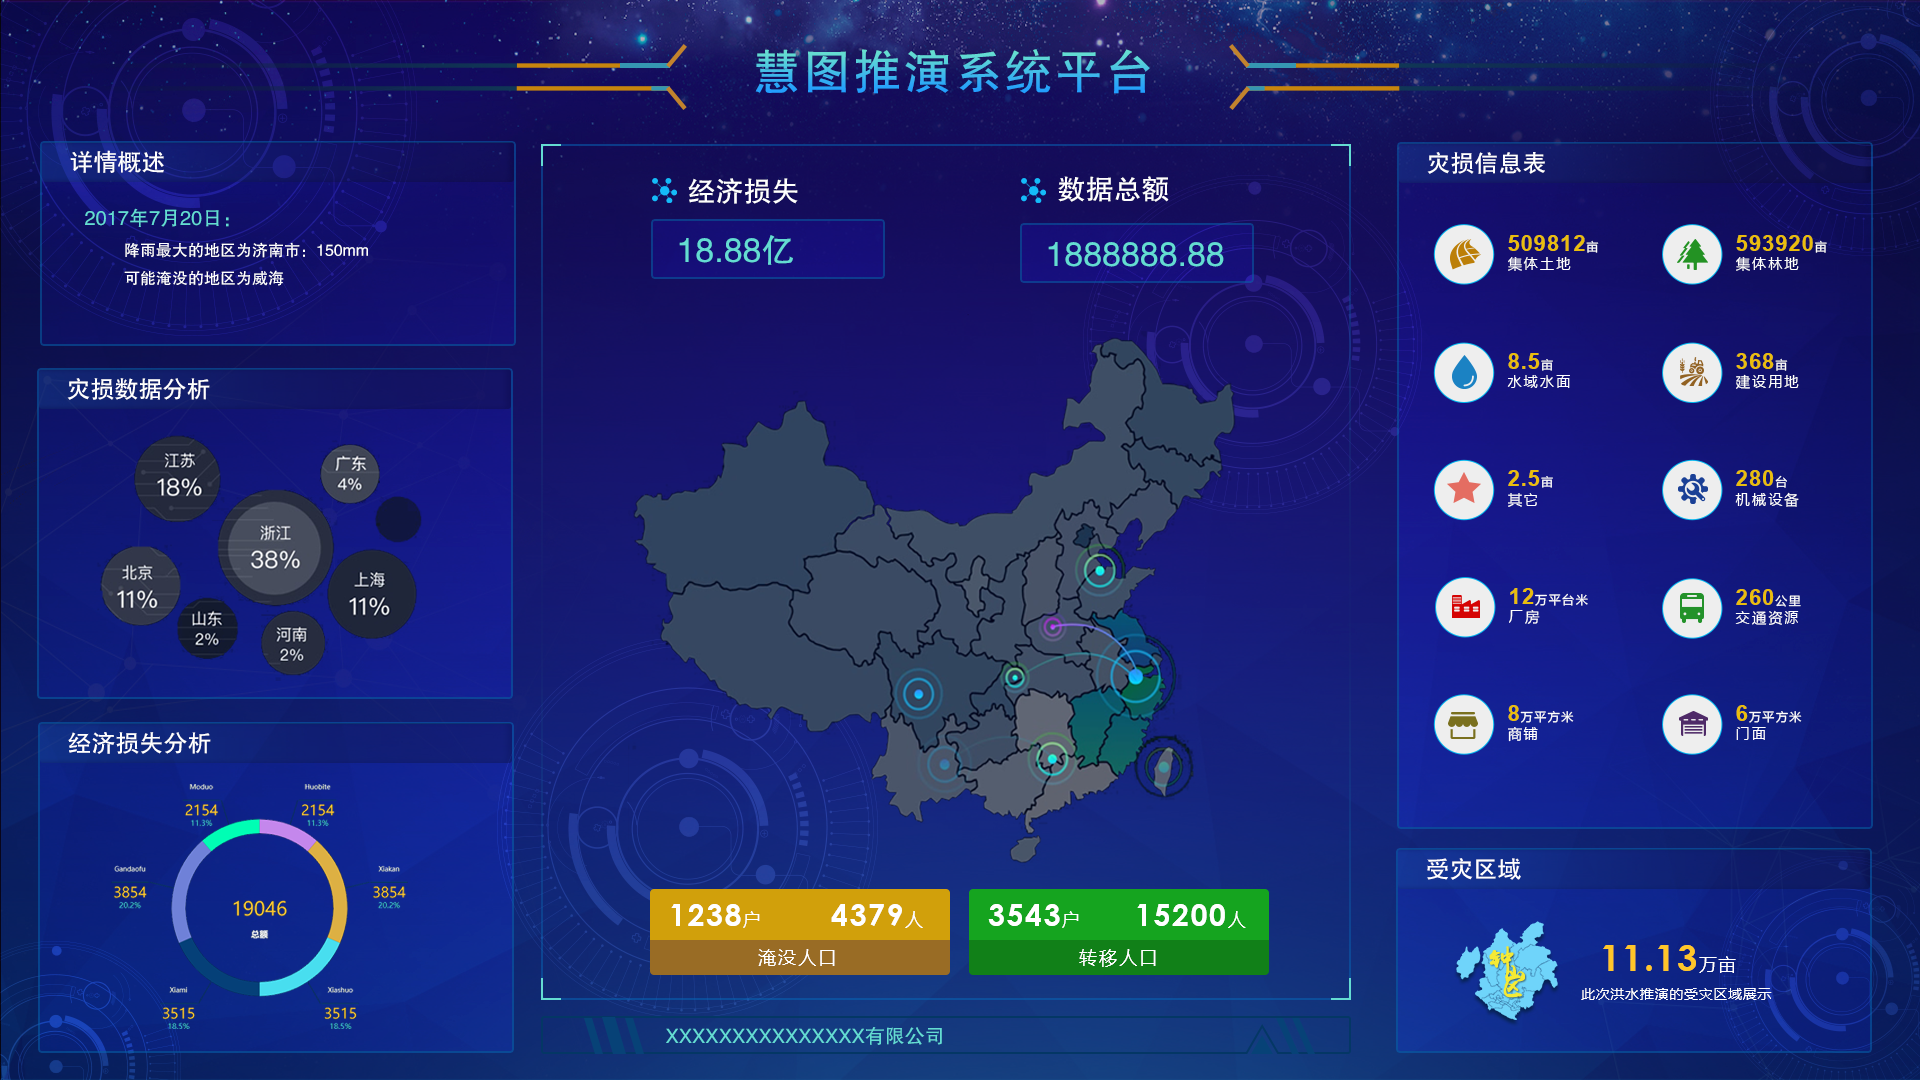 慧图推演系统平台
详情概述
2017年7月20日：
降雨最大的地区为济南市：150mm
可能淹没的地区为威海
灾损数据分析
江苏
18%
广东
4%
浙江
38%
北京
11%
上海
11%
山东
2%
河南
2%
经济损失分析
Moduo
2154
11.3%
Huobite
2154
11.3%
Gandaofu
3854
20.2%
Xiakan
3854
20.2%
19046
总额
Xiami
3515
18.5%
Xiashuo
3515
18.5%
经济损失
18.88亿
数据总额
1888888.88
1238户 4379人
淹没人口
3543户 15200人
转移人口
XXXXXXXXXXXXXXX有限公司
灾损信息表
509812亩
集体土地
593920亩
集体林地
8.5亩
水域水面
368亩
建设用地
2.5亩
其它
280台
机械设备
12万平台米
厂房
260公里
交通资源
8万平方米
商铺
6万平方米
门面
受灾区域
钟山区
11.13万亩
此次洪水推演的受灾区域展示